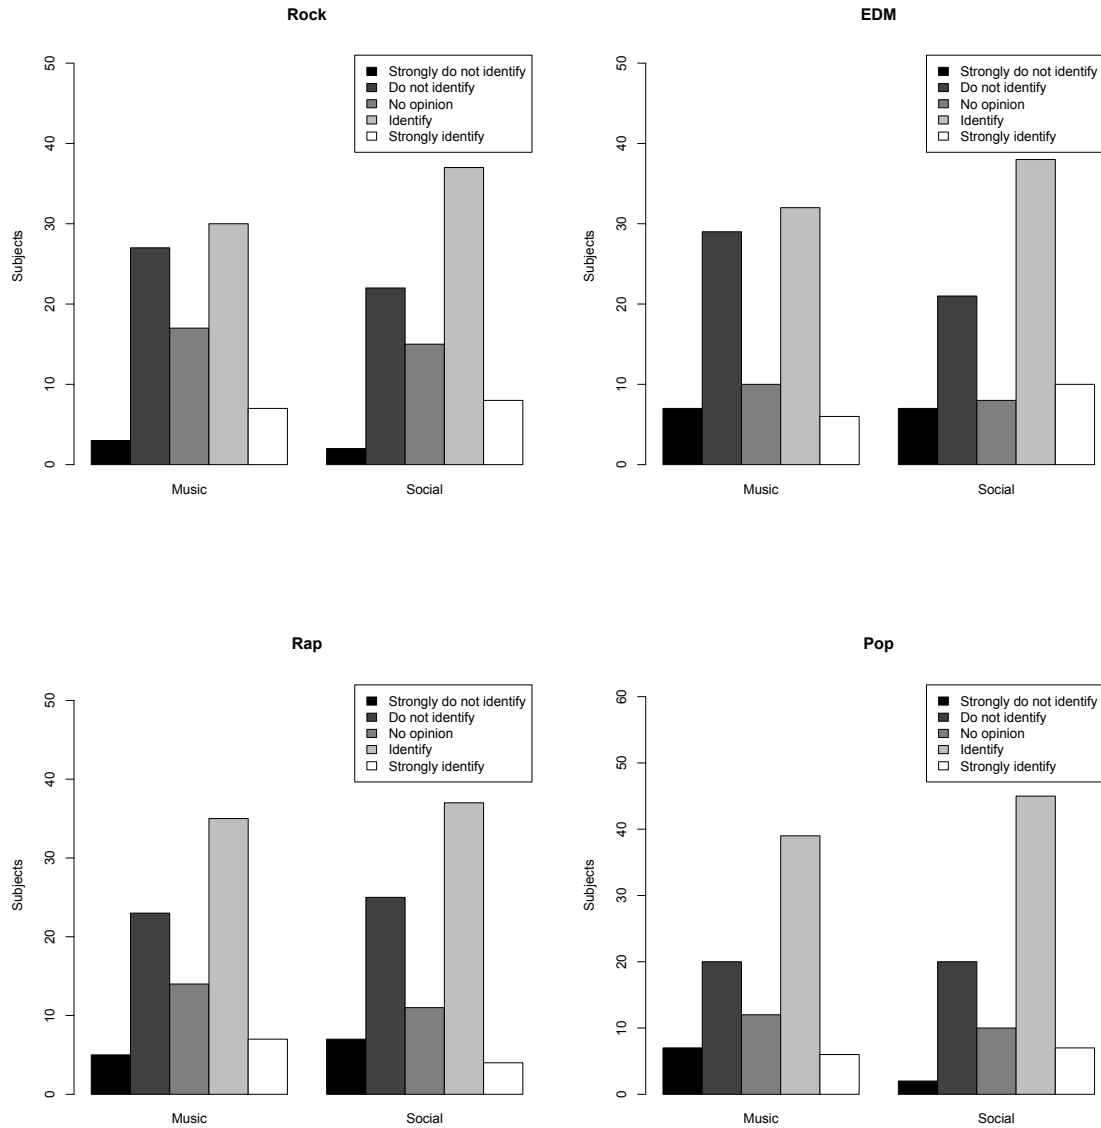 Rock
Subjects
50
40
30
20
10
0
Strongly do not identify
Do not identify
No opinion
Identify
Strongly identify
Music
Social
EDM
Subjects
50
40
30
20
10
0
Strongly do not identify
Do not identify
No opinion
Identify
Strongly identify
Music
Social
Rap
Subjects
50
40
30
20
10
0
Strongly do not identify
Do not identify
No opinion
Identify
Strongly identify
Music
Social
Pop
Subjects
60
50
40
30
20
10
0
Strongly do not identify
Do not identify
No opinion
Identify
Strongly identify
Music
Social